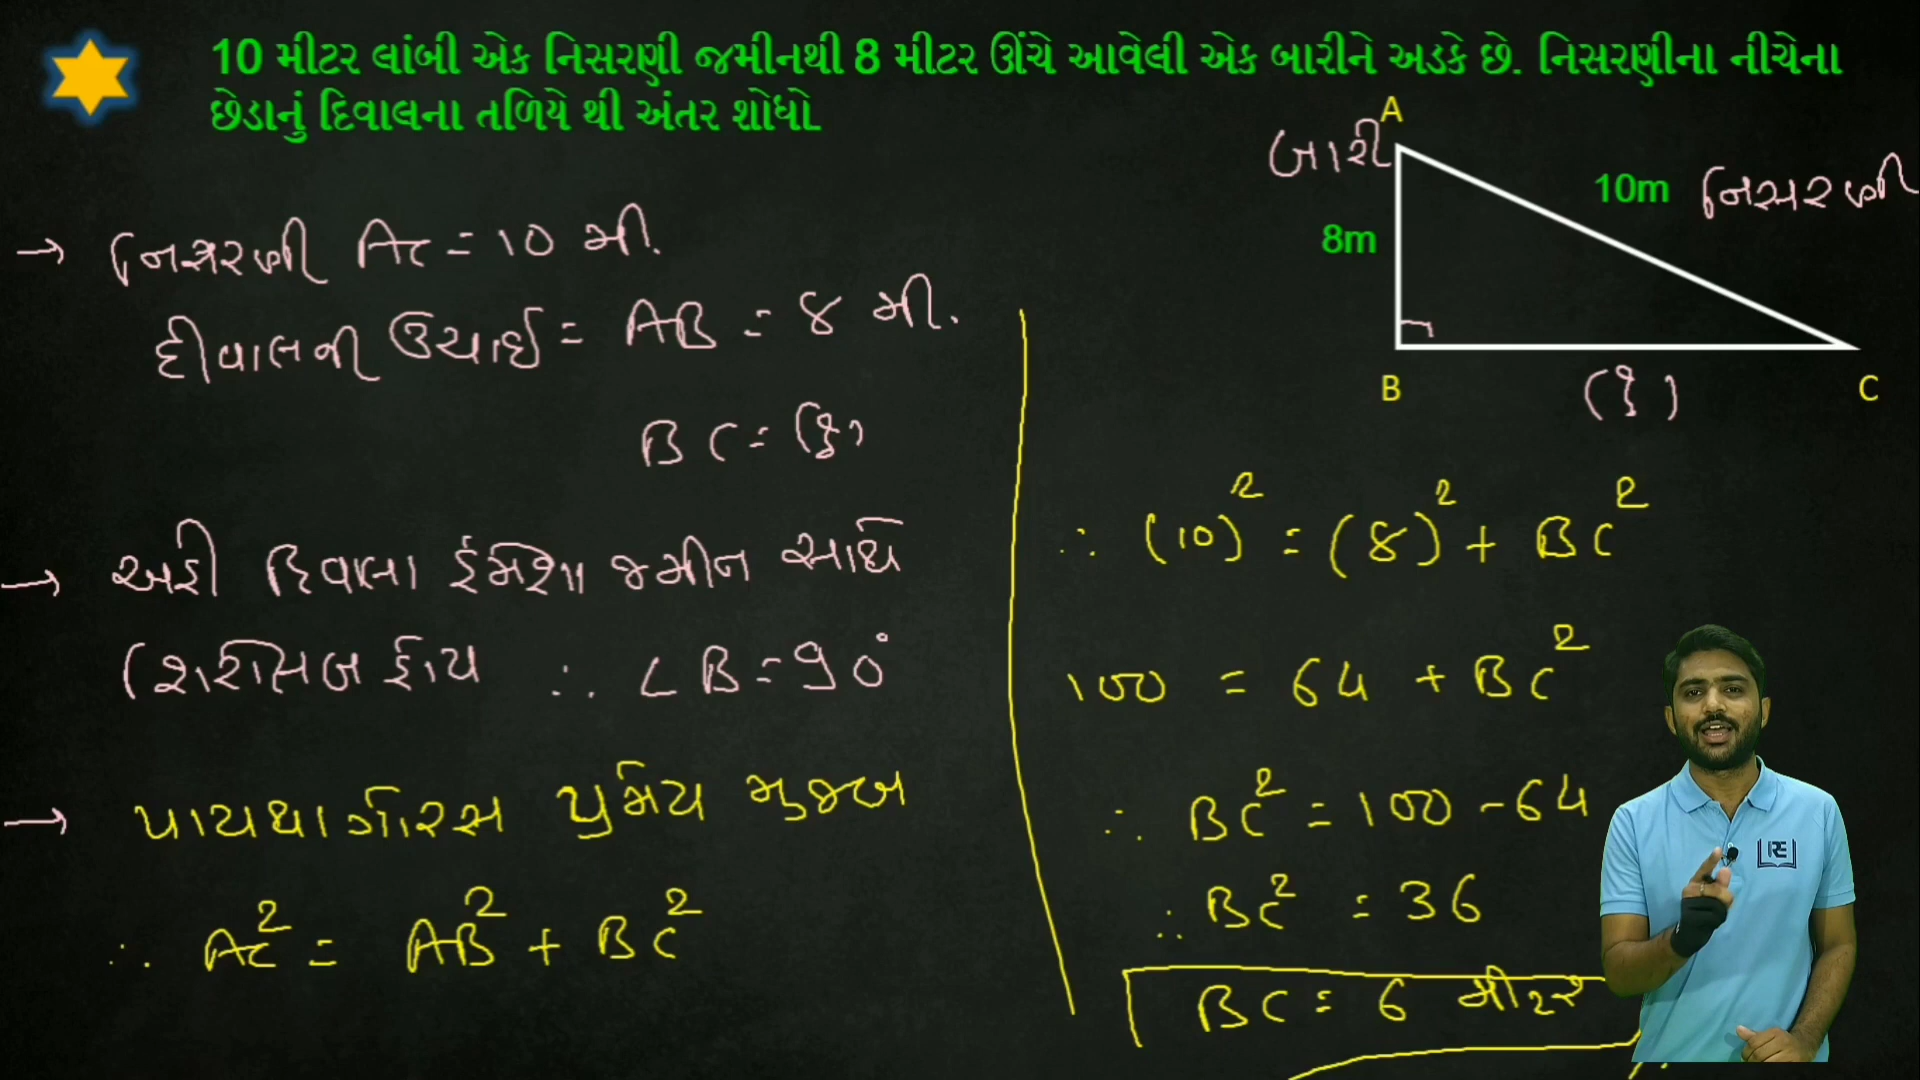 10 મીટર લાંબી એક નિસરણી જમીનથી 8 મીટર ઊંચે આવેલી એક બારીને અડકે છે. નિસરણીના નીચેના
છેડાનું દિવાલના તળિયે થી અંતર શોધો.
A
બારી
10m નિસરણી
8m
B
(?)
C
→ નિસરણી AC = 10 મી.
દીવાલની ઉચાઈ = AB = 8 મી.
BC = (?)
→ અહી દિવાલ હંમેશા જમીન સાથે
શિરોલંબ હોય ∴ ∠B = 90°
→ પાયથાગોરસ પ્રમેય મુજબ
∴ AC² = AB² + BC²
∴ (10)² = (8)² + BC²
100 = 64 + BC²
∴ BC² = 100 - 64
∴ BC² = 36
BC = 6 મીટર
RE